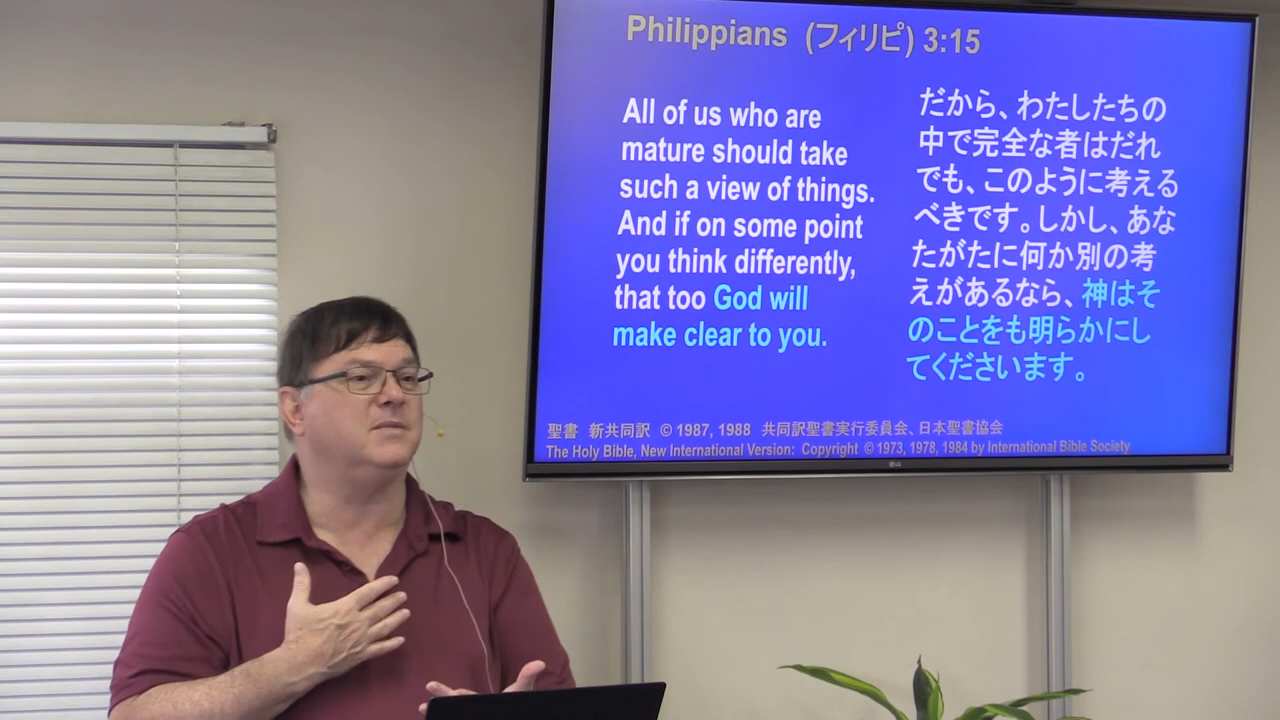 Philippians (フィリピ) 3:15
All of us who are
mature should take
such a view of things.
And if on some point
you think differently,
that too God will
make clear to you.
だから、わたしたちの
中で完全な者はだれ
でも、このように考える
べきです。しかし、あな
たがたに何か別の考
えがあるなら、神はそ
のことをも明らかにし
てくださいます。
聖書 新共同訳 © 1987, 1988 共同訳聖書実行委員会、日本聖書協会
The Holy Bible, New International Version: Copyright © 1973, 1978, 1984 by International Bible Society
LG